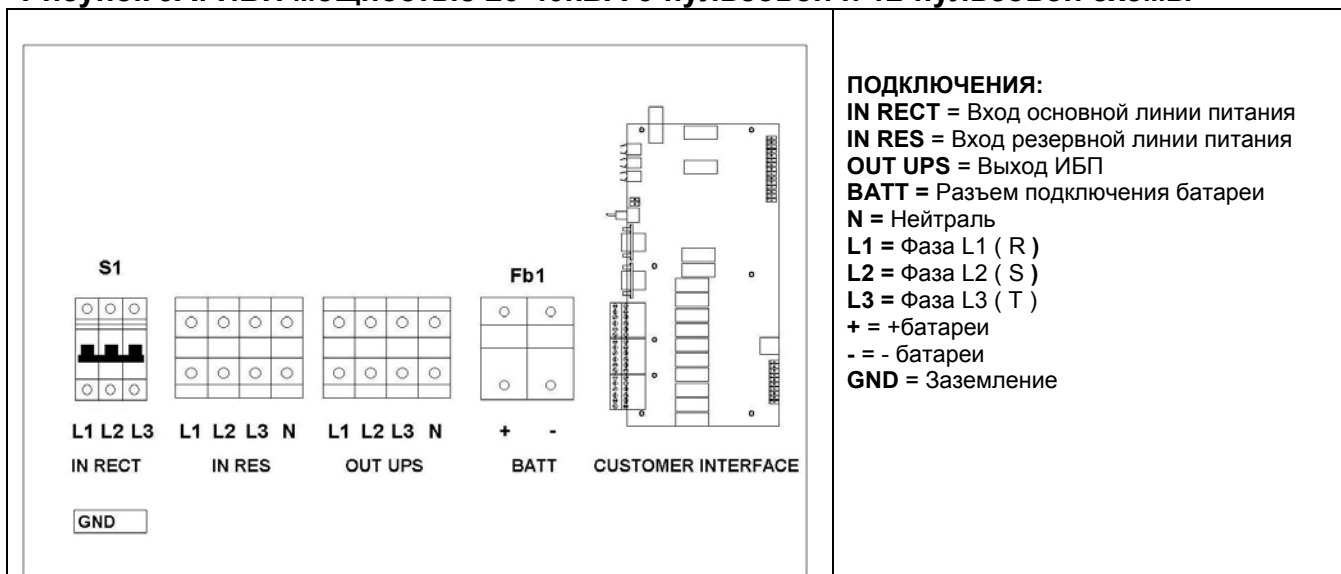 S1
Fb1
L1 L2 L3 L1 L2 L3 N L1 L2 L3 N + -
IN RECT IN RES OUT UPS BATT CUSTOMER INTERFACE
GND
ПОДКЛЮЧЕНИЯ:
IN RECT = Вход основной линии питания
IN RES = Вход резервной линии питания
OUT UPS = Выход ИБП
BATT = Разъем подключения батареи
N = Нейтраль
L1 = Фаза L1 ( R )
L2 = Фаза L2 ( S )
L3 = Фаза L3 ( T )
+ = +батареи
- = - батареи
GND = Заземление